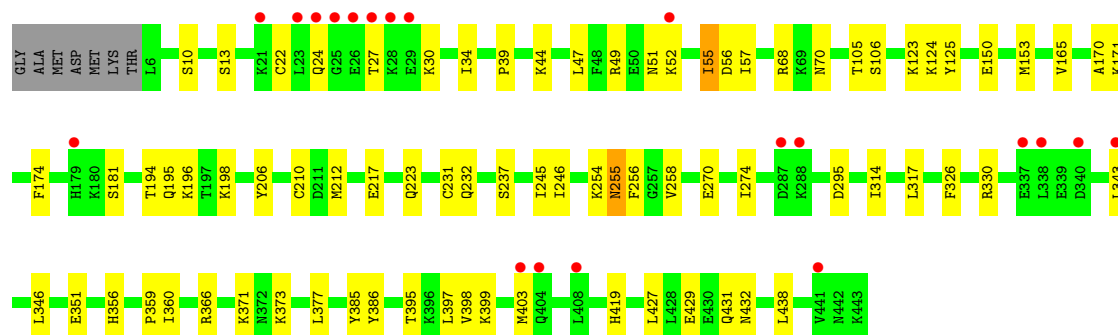 GLY ALA MET ASP MET LYS THR L6 S10 S13 K21 C22 L23 Q24 G25 E26 T27 K28 E29 K30 I34 P39 K44 L47 F48 R49 E50 N51 K52 I55 D56 I57 R68 K69 N70 T105 S106 K123 K124 Y125 E150 M153 V165 A170 K171
F174 H179 K180 S181 T194 Q195 K196 T197 K198 Y206 C210 D211 M212 E217 Q223 C231 Q232 S237 I245 I246 K254 N255 F256 G257 V258 E270 I274 D287 K288 D295 I314 L317 F326 R330 E337 L338 E339 D340
L346 E351 H356 P359 I360 R366 K371 N372 K373 L377 Y385 Y386 T395 K396 L397 V398 K399 M403 Q404 L408 H419 L427 L428 E429 E430 Q431 N432 L438 V441 N442 K443